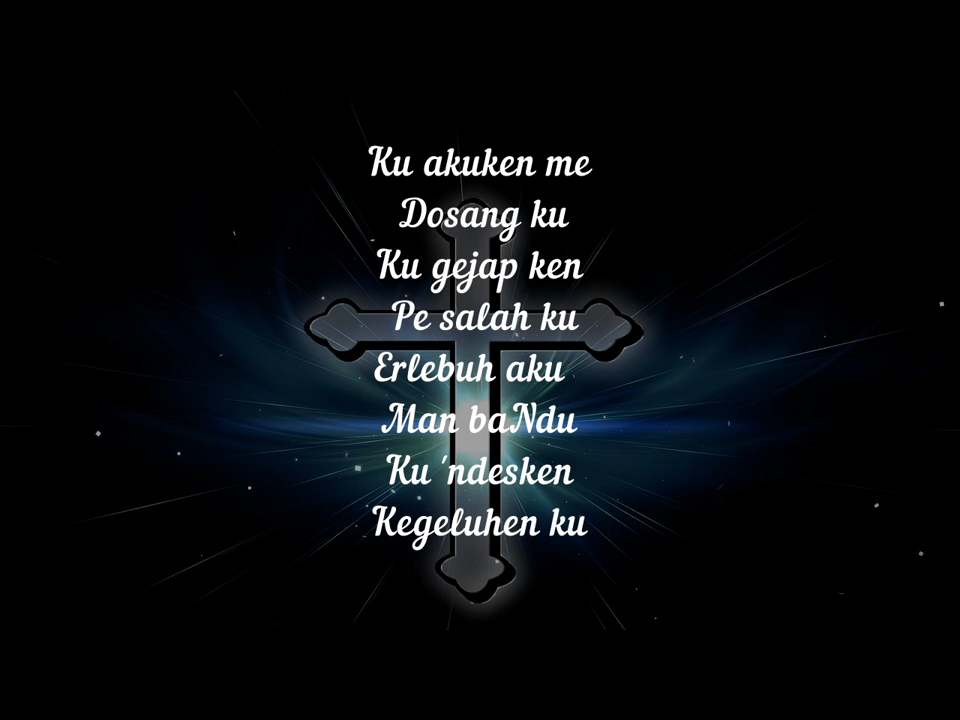 Ku akuken me
Dosang ku
Ku gejap ken
Pe salah ku
Erlebuh aku
Man baNdu
Ku 'ndesken
Kegeluhen ku